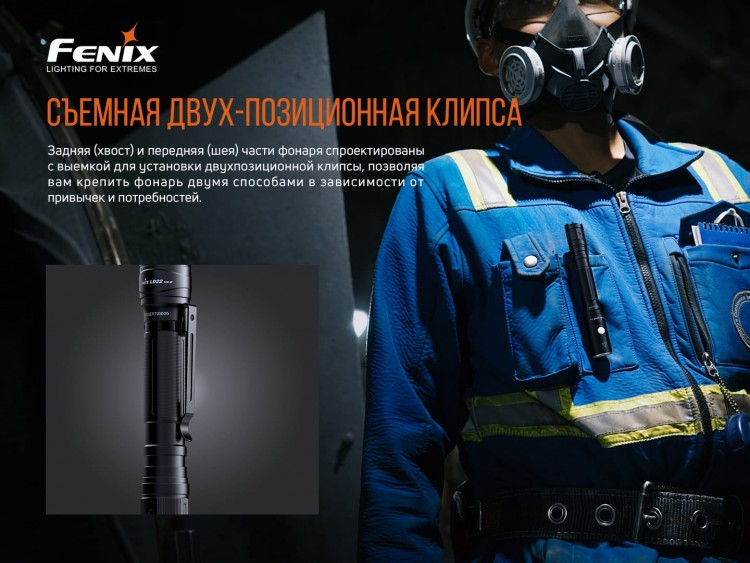 FENIX
LIGHTING FOR EXTREMES
СЪЕМНАЯ ДВУХ-ПОЗИЦИОННАЯ КЛИПСА
Задняя (хвост) и передняя (шея) части фонаря спроектированы
с выемкой для установки двухпозиционной клипсы, позволяя
вам крепить фонарь двумя способами в зависимости от
привычек и потребностей.
LD22